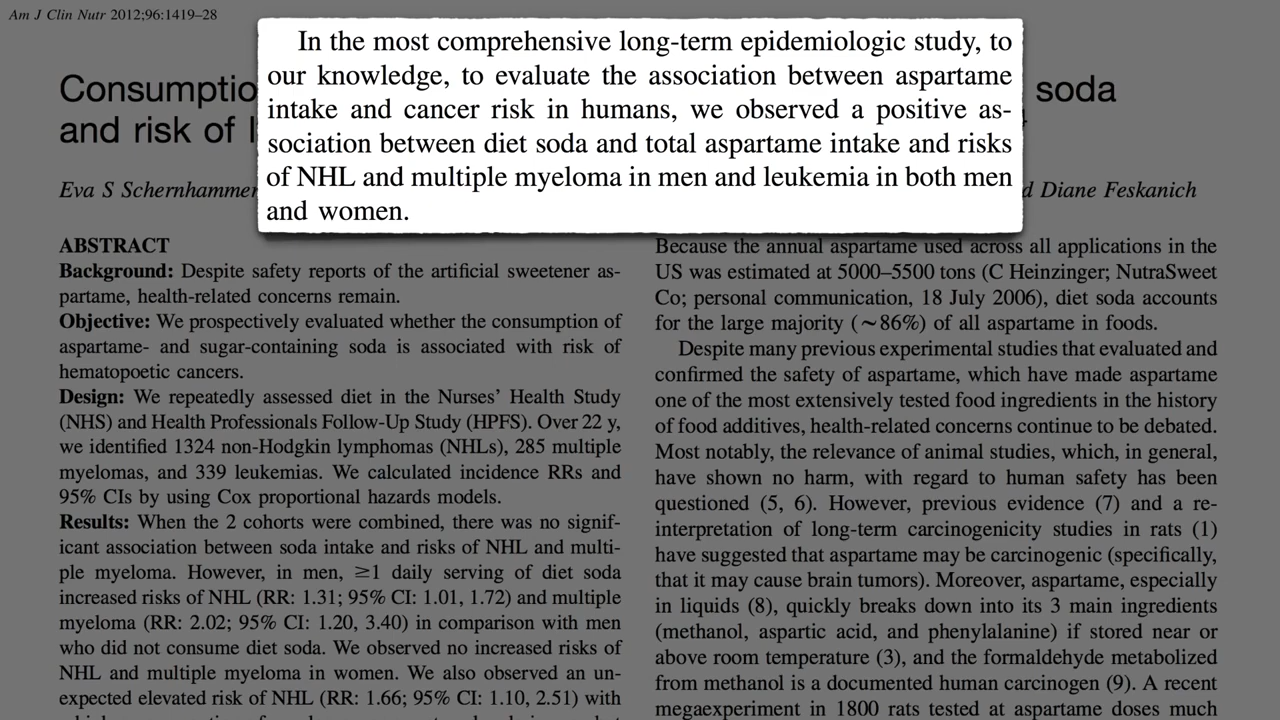 Am J Clin Nutr 2012;96:1419–28
In the most comprehensive long-term epidemiologic study, to
our knowledge, to evaluate the association between aspartame
intake and cancer risk in humans, we observed a positive as-
sociation between diet soda and total aspartame intake and risks
of NHL and multiple myeloma in men and leukemia in both men
and women.
Consumptio soda
and risk of l
Eva S Schernhammer d Diane Feskanich
ABSTRACT
Background: Despite safety reports of the artificial sweetener as-
partame, health-related concerns remain.
Objective: We prospectively evaluated whether the consumption of
aspartame- and sugar-containing soda is associated with risk of
hematopoetic cancers.
Design: We repeatedly assessed diet in the Nurses' Health Study
(NHS) and Health Professionals Follow-Up Study (HPFS). Over 22 y,
we identified 1324 non-Hodgkin lymphomas (NHLs), 285 multiple
myelomas, and 339 leukemias. We calculated incidence RRs and
95% CIs by using Cox proportional hazards models.
Results: When the 2 cohorts were combined, there was no signif-
icant association between soda intake and risks of NHL and multi-
ple myeloma. However, in men, ≥1 daily serving of diet soda
increased risks of NHL (RR: 1.31; 95% CI: 1.01, 1.72) and multiple
myeloma (RR: 2.02; 95% CI: 1.20, 3.40) in comparison with men
who did not consume diet soda. We observed no increased risks of
NHL and multiple myeloma in women. We also observed an un-
expected elevated risk of NHL (RR: 1.66; 95% CI: 1.10, 2.51) with
Because the annual aspartame used across all applications in the
US was estimated at 5000–5500 tons (C Heinzinger; NutraSweet
Co; personal communication, 18 July 2006), diet soda accounts
for the large majority (~86%) of all aspartame in foods.
Despite many previous experimental studies that evaluated and
confirmed the safety of aspartame, which have made aspartame
one of the most extensively tested food ingredients in the history
of food additives, health-related concerns continue to be debated.
Most notably, the relevance of animal studies, which, in general,
have shown no harm, with regard to human safety has been
questioned (5, 6). However, previous evidence (7) and a re-
interpretation of long-term carcinogenicity studies in rats (1)
have suggested that aspartame may be carcinogenic (specifically,
that it may cause brain tumors). Moreover, aspartame, especially
in liquids (8), quickly breaks down into its 3 main ingredients
(methanol, aspartic acid, and phenylalanine) if stored near or
above room temperature (3), and the formaldehyde metabolized
from methanol is a documented human carcinogen (9). A recent
megaexperiment in 1800 rats tested at aspartame doses much